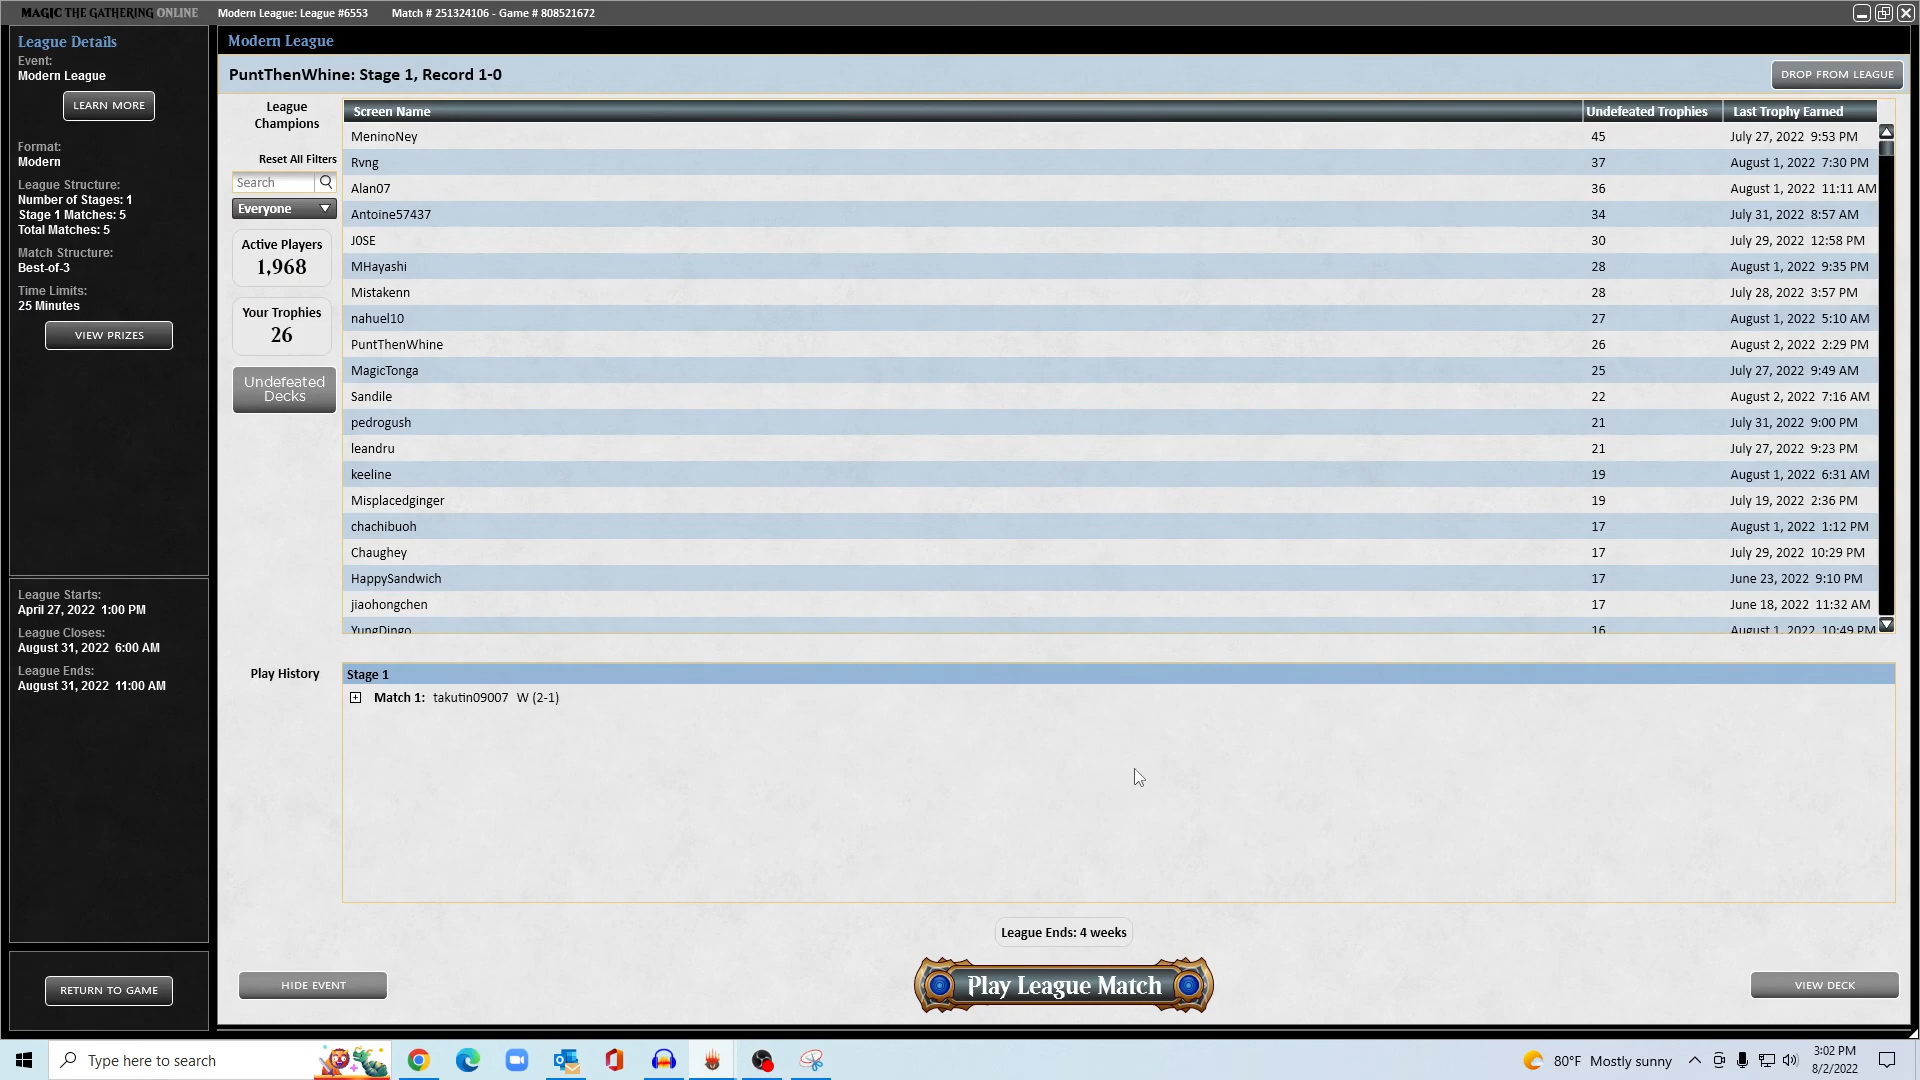 MAGIC THE GATHERING ONLINE
Modern League: League #6553
Match # 251324106 - Game # 808521672
League Details
Event:
Modern League
LEARN MORE
Format:
Modern
League Structure:
Number of Stages: 1
Stage 1 Matches: 5
Total Matches: 5
Match Structure:
Best-of-3
Time Limits:
25 Minutes
VIEW PRIZES
League Starts:
April 27, 2022 1:00 PM
League Closes:
August 31, 2022 6:00 AM
League Ends:
August 31, 2022 11:00 AM
RETURN TO GAME
Modern League
PuntThenWhine: Stage 1, Record 1-0
DROP FROM LEAGUE
League
Champions
Reset All Filters
Search
Everyone
Active Players
1,968
Your Trophies
26
Undefeated
Decks
Screen Name Undefeated Trophies Last Trophy Earned
MeninoNey 45 July 27, 2022 9:53 PM
Rvng 37 August 1, 2022 7:30 PM
Alan07 36 August 1, 2022 11:11 AM
Antoine57437 34 July 31, 2022 8:57 AM
J0SE 30 July 29, 2022 12:58 PM
MHayashi 28 August 1, 2022 9:35 PM
Mistakenn 28 July 28, 2022 3:57 PM
nahuel10 27 August 1, 2022 5:10 AM
PuntThenWhine 26 August 2, 2022 2:29 PM
MagicTonga 25 July 27, 2022 9:49 AM
Sandile 22 August 2, 2022 7:16 AM
pedrogush 21 July 31, 2022 9:00 PM
leandru 21 July 27, 2022 9:23 PM
keeline 19 August 1, 2022 6:31 AM
Misplacedginger 19 July 19, 2022 2:36 PM
chachibuoh 17 August 1, 2022 1:12 PM
Chaughey 17 July 29, 2022 10:29 PM
HappySandwich 17 June 23, 2022 9:10 PM
jiaohongchen 17 June 18, 2022 11:32 AM
YungDingo 16 August 1, 2022 10:49 PM
Play History
Stage 1
Match 1: takutin09007 W (2-1)
League Ends: 4 weeks
HIDE EVENT
Play League Match
VIEW DECK
Type here to search
80°F Mostly sunny
3:02 PM
8/2/2022